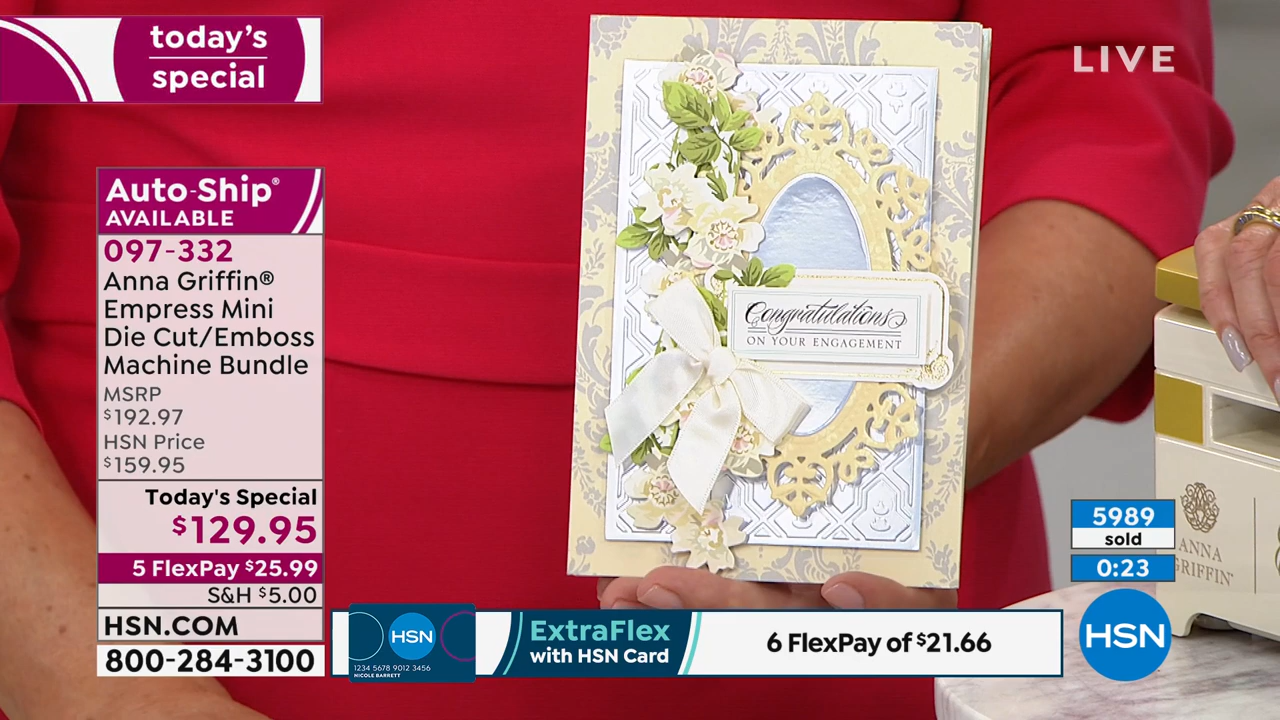 today's
special
LIVE
Auto-Ship®
AVAILABLE
097-332
Anna Griffin®
Empress Mini
Die Cut/Emboss
Machine Bundle
MSRP
$192.97
HSN Price
$159.95
Today's Special
$129.95
5 FlexPay $25.99
S&H $5.00
HSN.COM
800-284-3100
Congratulations
ON YOUR ENGAGEMENT
5989
sold
0:23
ANNA
GRIFFIN
HSN
1234 5678 9012 3456
NICOLE BARRETT
ExtraFlex
with HSN Card
6 FlexPay of $21.66
HSN